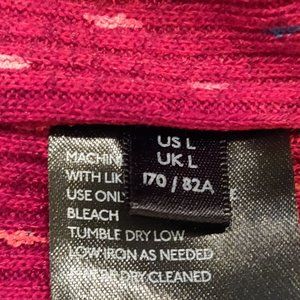 US L
UK L
170 / 82A
MACHIN
WITH LIK
USE ONL
BLEACH
TUMBLE DRY LOW
LOW IRON AS NEEDED
DRY CLEANED